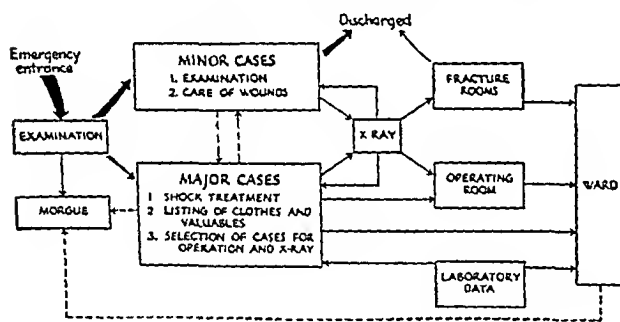 Discharged
Emergency
entrance
MINOR CASES
1. EXAMINATION
2. CARE OF WOUNDS
FRACTURE
ROOMS
EXAMINATION
X RAY
MAJOR CASES
1 SHOCK TREATMENT
2 LISTING OF CLOTHES AND
VALUABLES
3. SELECTION OF CASES FOR
OPERATION AND X-RAY
OPERATING
ROOM
WARD
MORGUE
LABORATORY
DATA